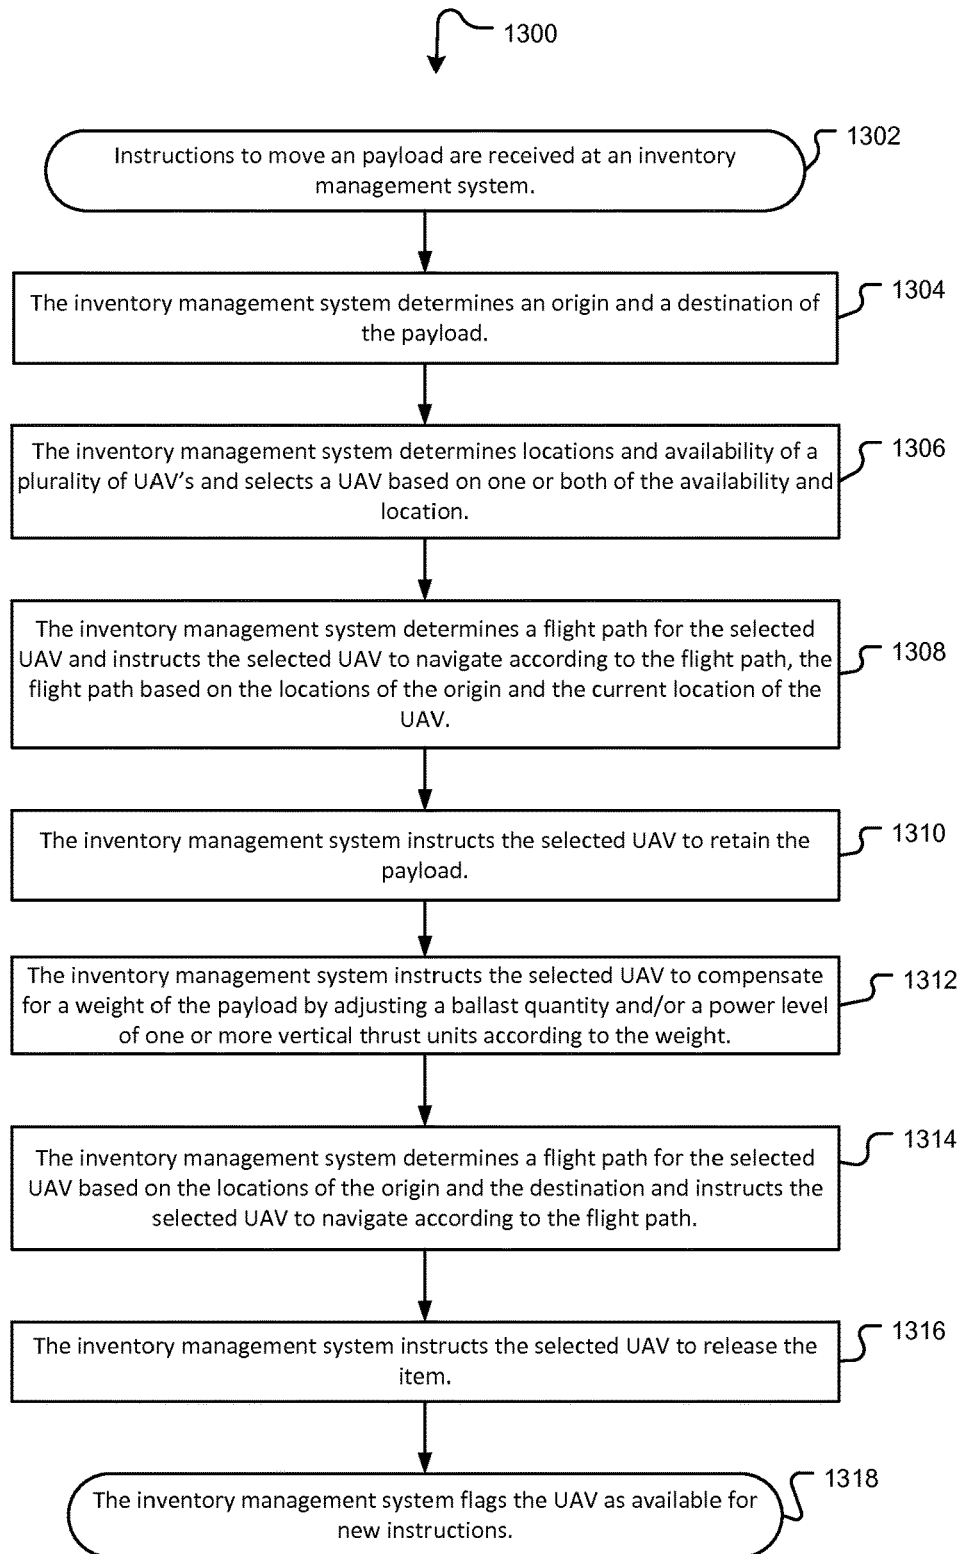 1300
Instructions to move an payload are received at an inventory
management system.
1302
The inventory management system determines an origin and a destination of
the payload.
1304
The inventory management system determines locations and availability of a
plurality of UAV's and selects a UAV based on one or both of the availability and
location.
1306
The inventory management system determines a flight path for the selected
UAV and instructs the selected UAV to navigate according to the flight path, the
flight path based on the locations of the origin and the current location of the
UAV.
1308
The inventory management system instructs the selected UAV to retain the
payload.
1310
The inventory management system instructs the selected UAV to compensate
for a weight of the payload by adjusting a ballast quantity and/or a power level
of one or more vertical thrust units according to the weight.
1312
The inventory management system determines a flight path for the selected
UAV based on the locations of the origin and the destination and instructs the
selected UAV to navigate according to the flight path.
1314
The inventory management system instructs the selected UAV to release the
item.
1316
The inventory management system flags the UAV as available for
new instructions.
1318